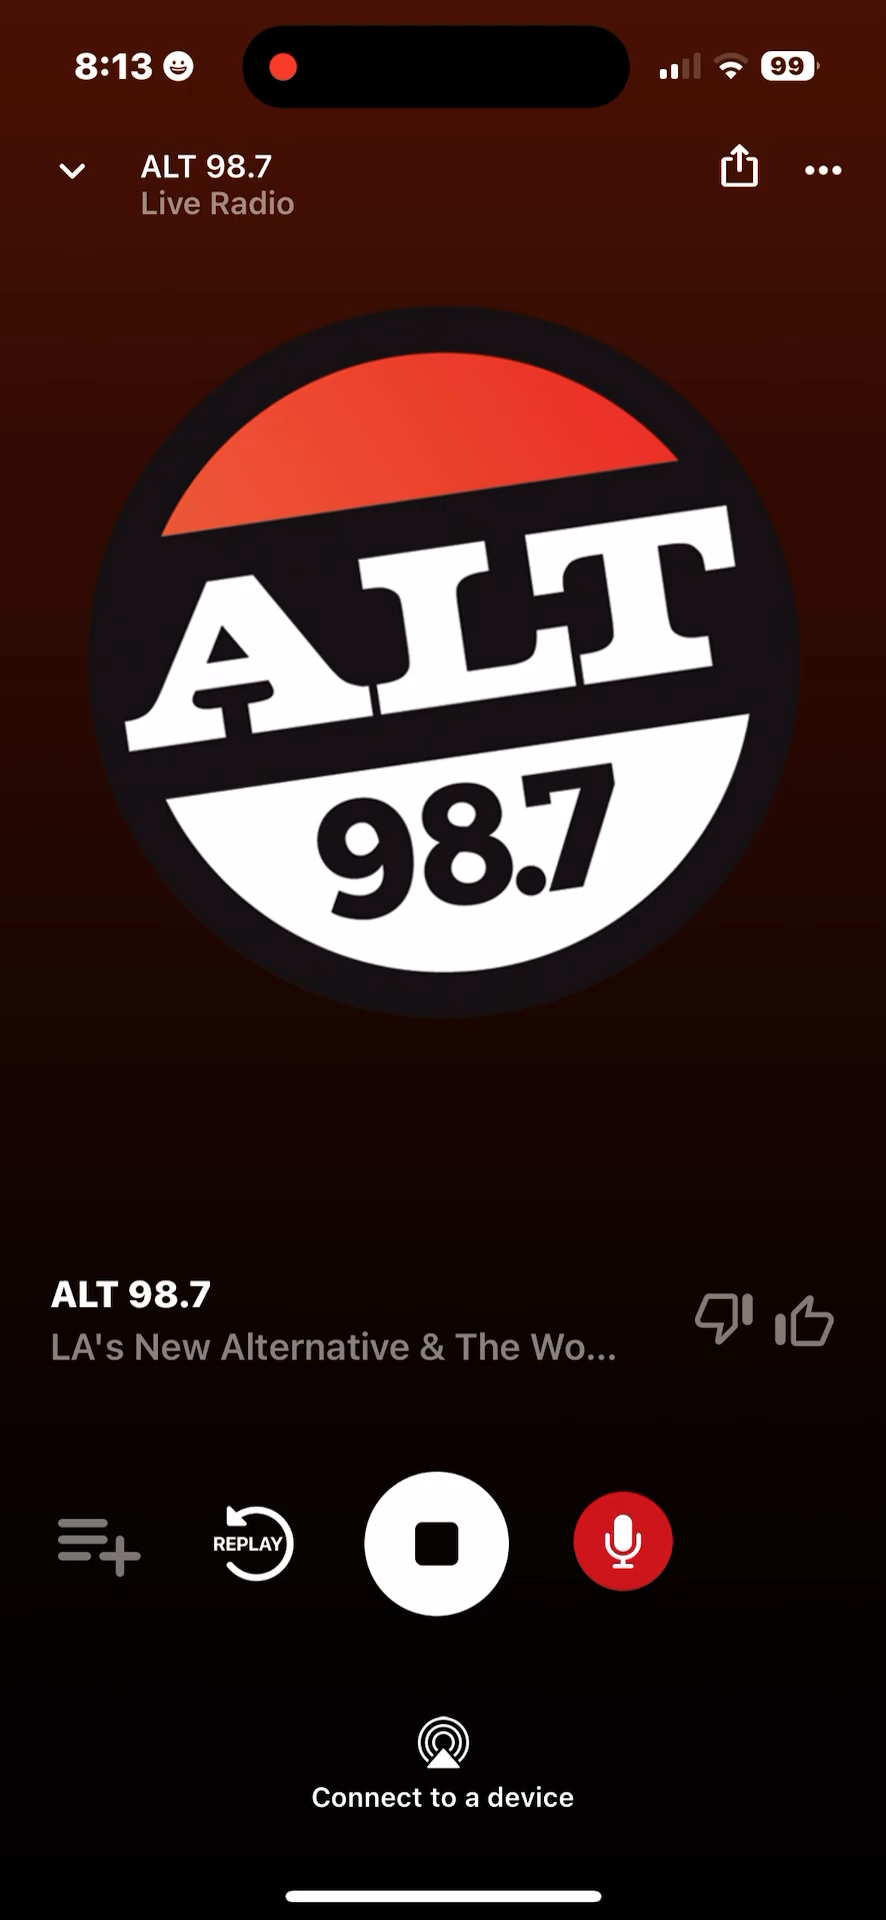 8:13
99
ALT 98.7
Live Radio
ALT
98.7
ALT 98.7
LA's New Alternative & The Wo...
REPLAY
Connect to a device